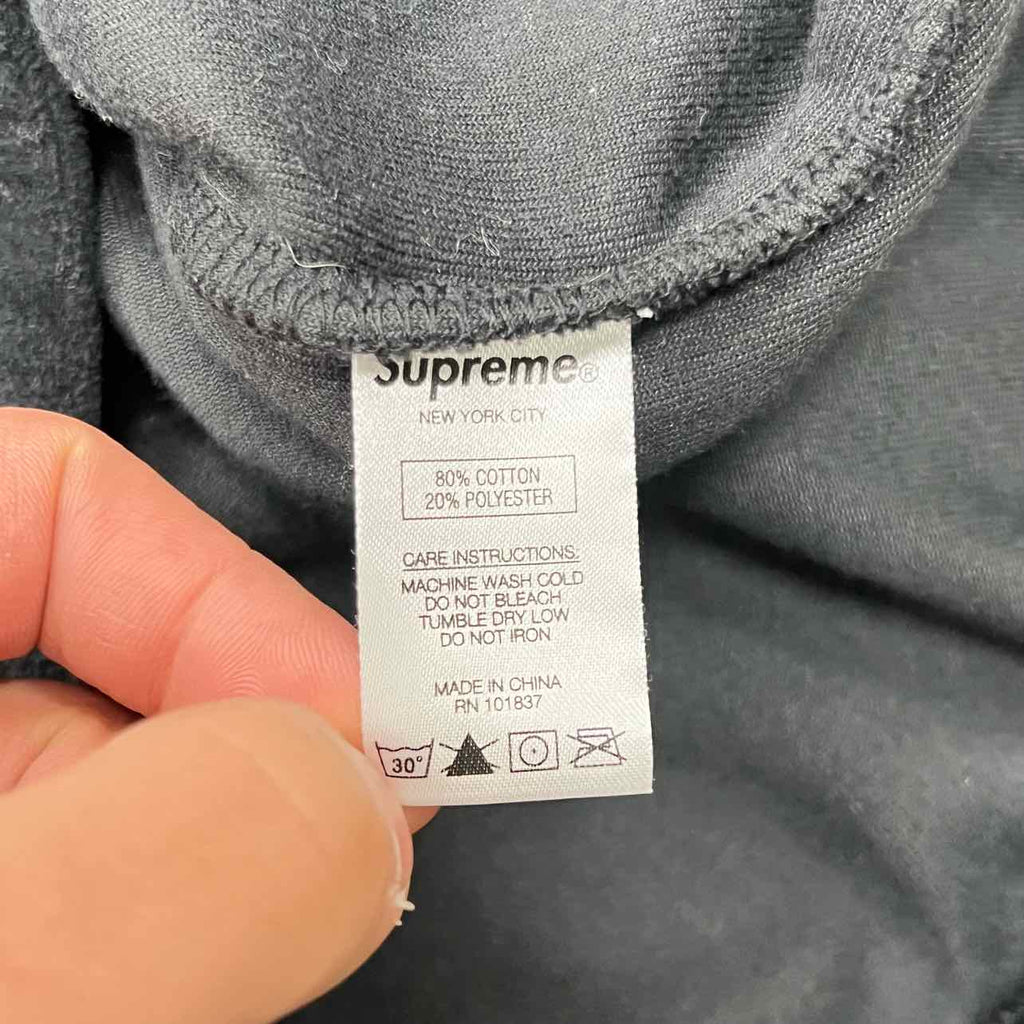 Supreme®
NEW YORK CITY
80% COTTON
20% POLYESTER
CARE INSTRUCTIONS:
MACHINE WASH COLD
DO NOT BLEACH
TUMBLE DRY LOW
DO NOT IRON
MADE IN CHINA
RN 101837
30°